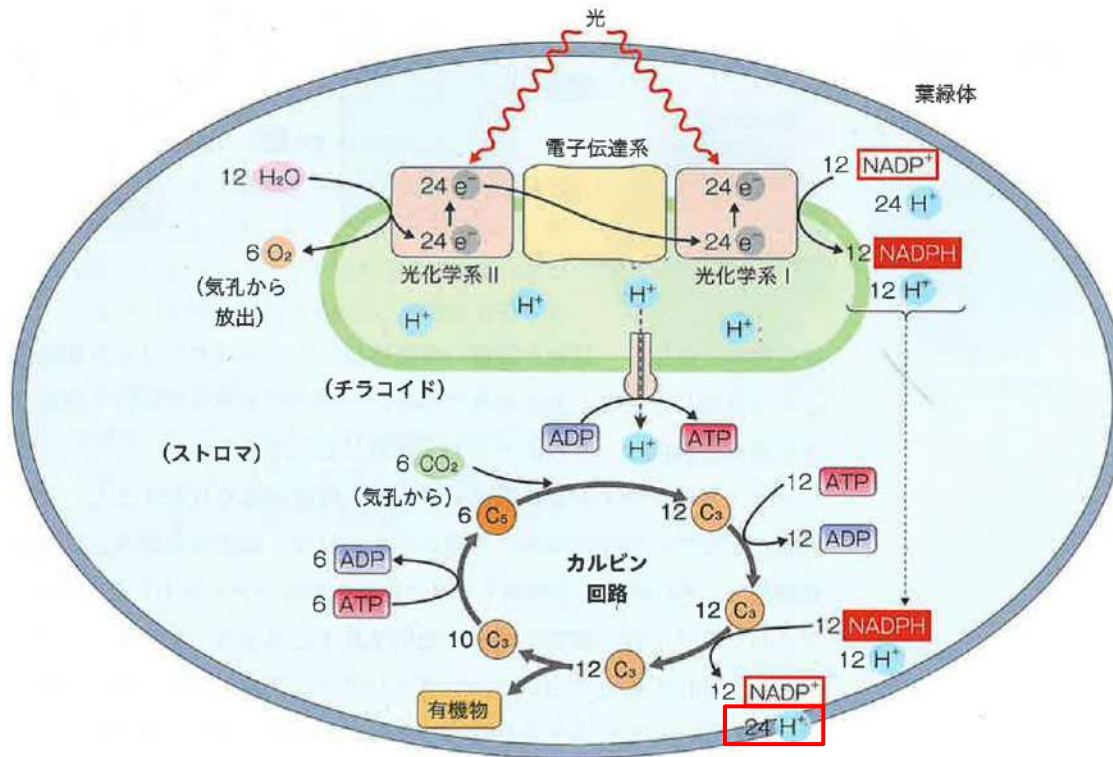 光
葉緑体
電子伝達系
12 H₂O
24 e⁻
24 e⁻
24 e⁻
24 e⁻
6 O₂
(気孔から
放出)
光化学系 II
光化学系 I
12 NADP⁺
24 H⁺
12 NADPH
12 H⁺
H⁺
H⁺
H⁺
H⁺
(チラコイド)
ADP
H⁺
ATP
(ストロマ)
6 CO₂
(気孔から)
6 C₅
12 C₃
12 ATP
12 ADP
6 ADP
6 ATP
カルビン
回路
12 C₃
10 C₃
12 C₃
有機物
12 NADPH
12 H⁺
12 NADP⁺
24 H⁺